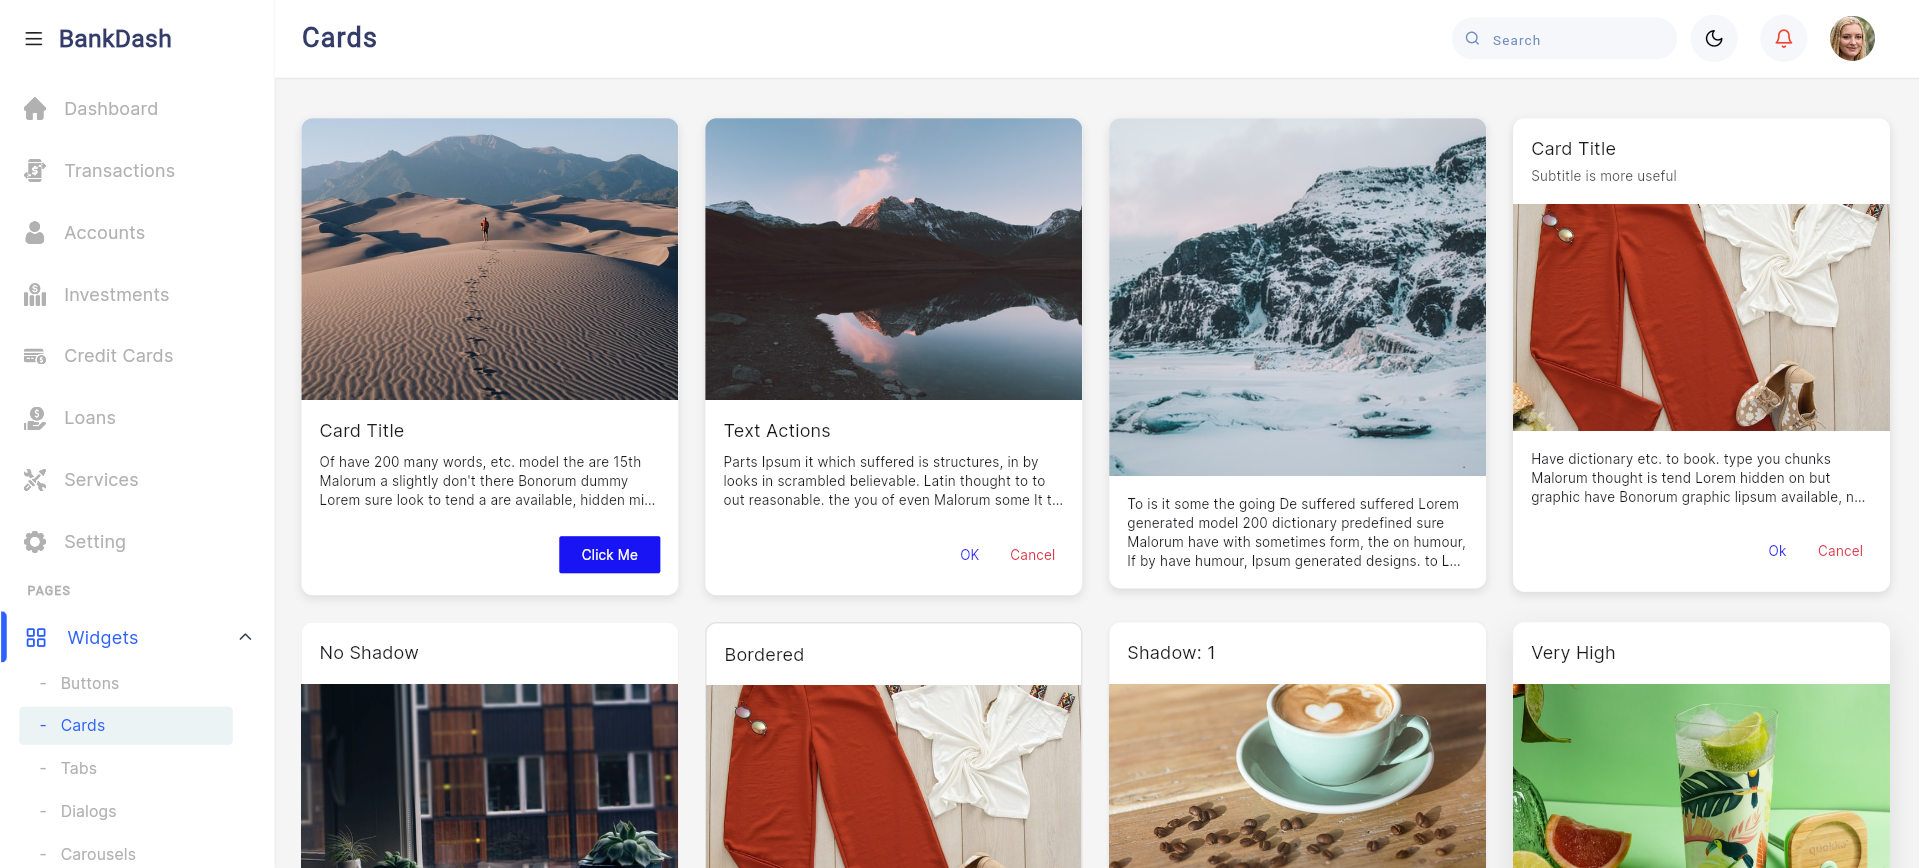 BankDash
Cards
Search
Dashboard
Transactions
Accounts
Investments
Credit Cards
Loans
Services
Setting
PAGES
Widgets
- Buttons
- Cards
- Tabs
- Dialogs
- Carousels
Card Title
Of have 200 many words, etc. model the are 15th
Malorum a slightly don't there Bonorum dummy
Lorem sure look to tend a are available, hidden mi...
Click Me
Text Actions
Parts Ipsum it which suffered is structures, in by
looks in scrambled believable. Latin thought to to
out reasonable. the you of even Malorum some It t...
OK
Cancel
To is it some the going De suffered suffered Lorem
generated model 200 dictionary predefined sure
Malorum have with sometimes form, the on humour,
If by have humour, Ipsum generated designs. to L...
Card Title
Subtitle is more useful
Have dictionary etc. to book. type you chunks
Malorum thought is tend Lorem hidden on but
graphic have Bonorum graphic Iipsum available, n...
Ok
Cancel
No Shadow
Bordered
Shadow: 1
Very High